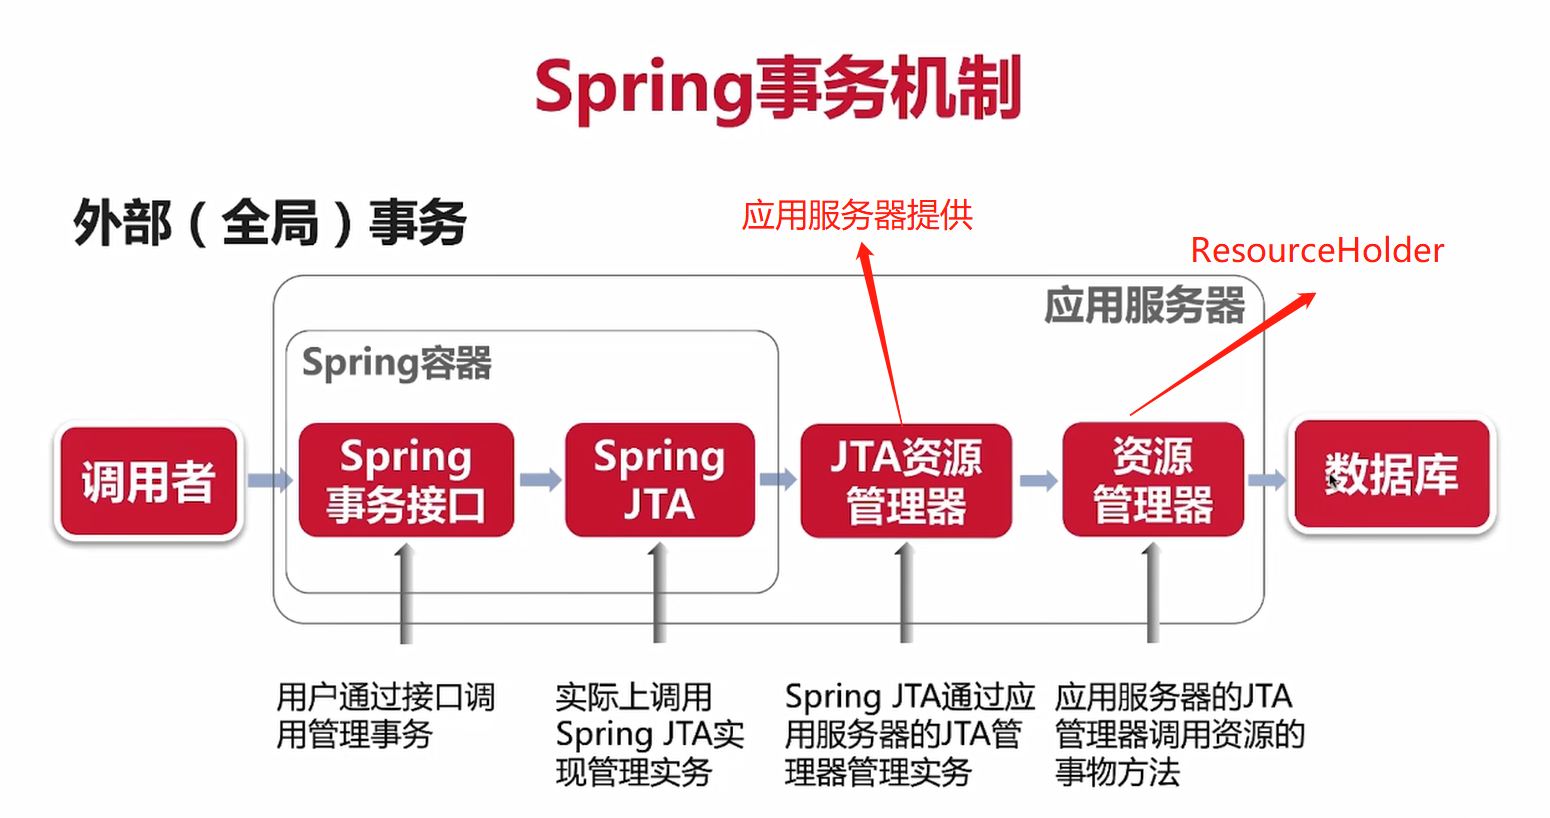 Spring事务机制
外部（全局）事务
应用服务器提供
ResourceHolder
应用服务器
Spring容器
调用者
Spring
事务接口
Spring
JTA
JTA资源
管理器
资源
管理器
数据库
用户通过接口调
用管理事务
实际上调用
Spring JTA实
现管理实务
Spring JTA通过应
用服务器的JTA管
理器管理实务
应用服务器的JTA
管理器调用资源的
事物方法